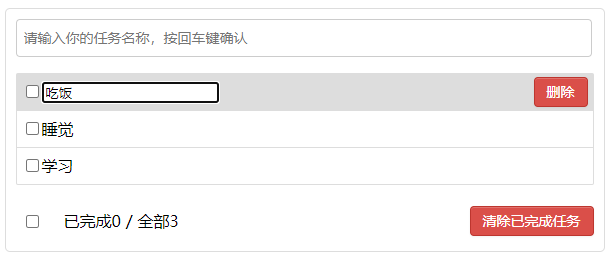 请输入你的任务名称，按回车键确认
吃饭 删除
睡觉
学习
已完成0 / 全部3 清除已完成任务